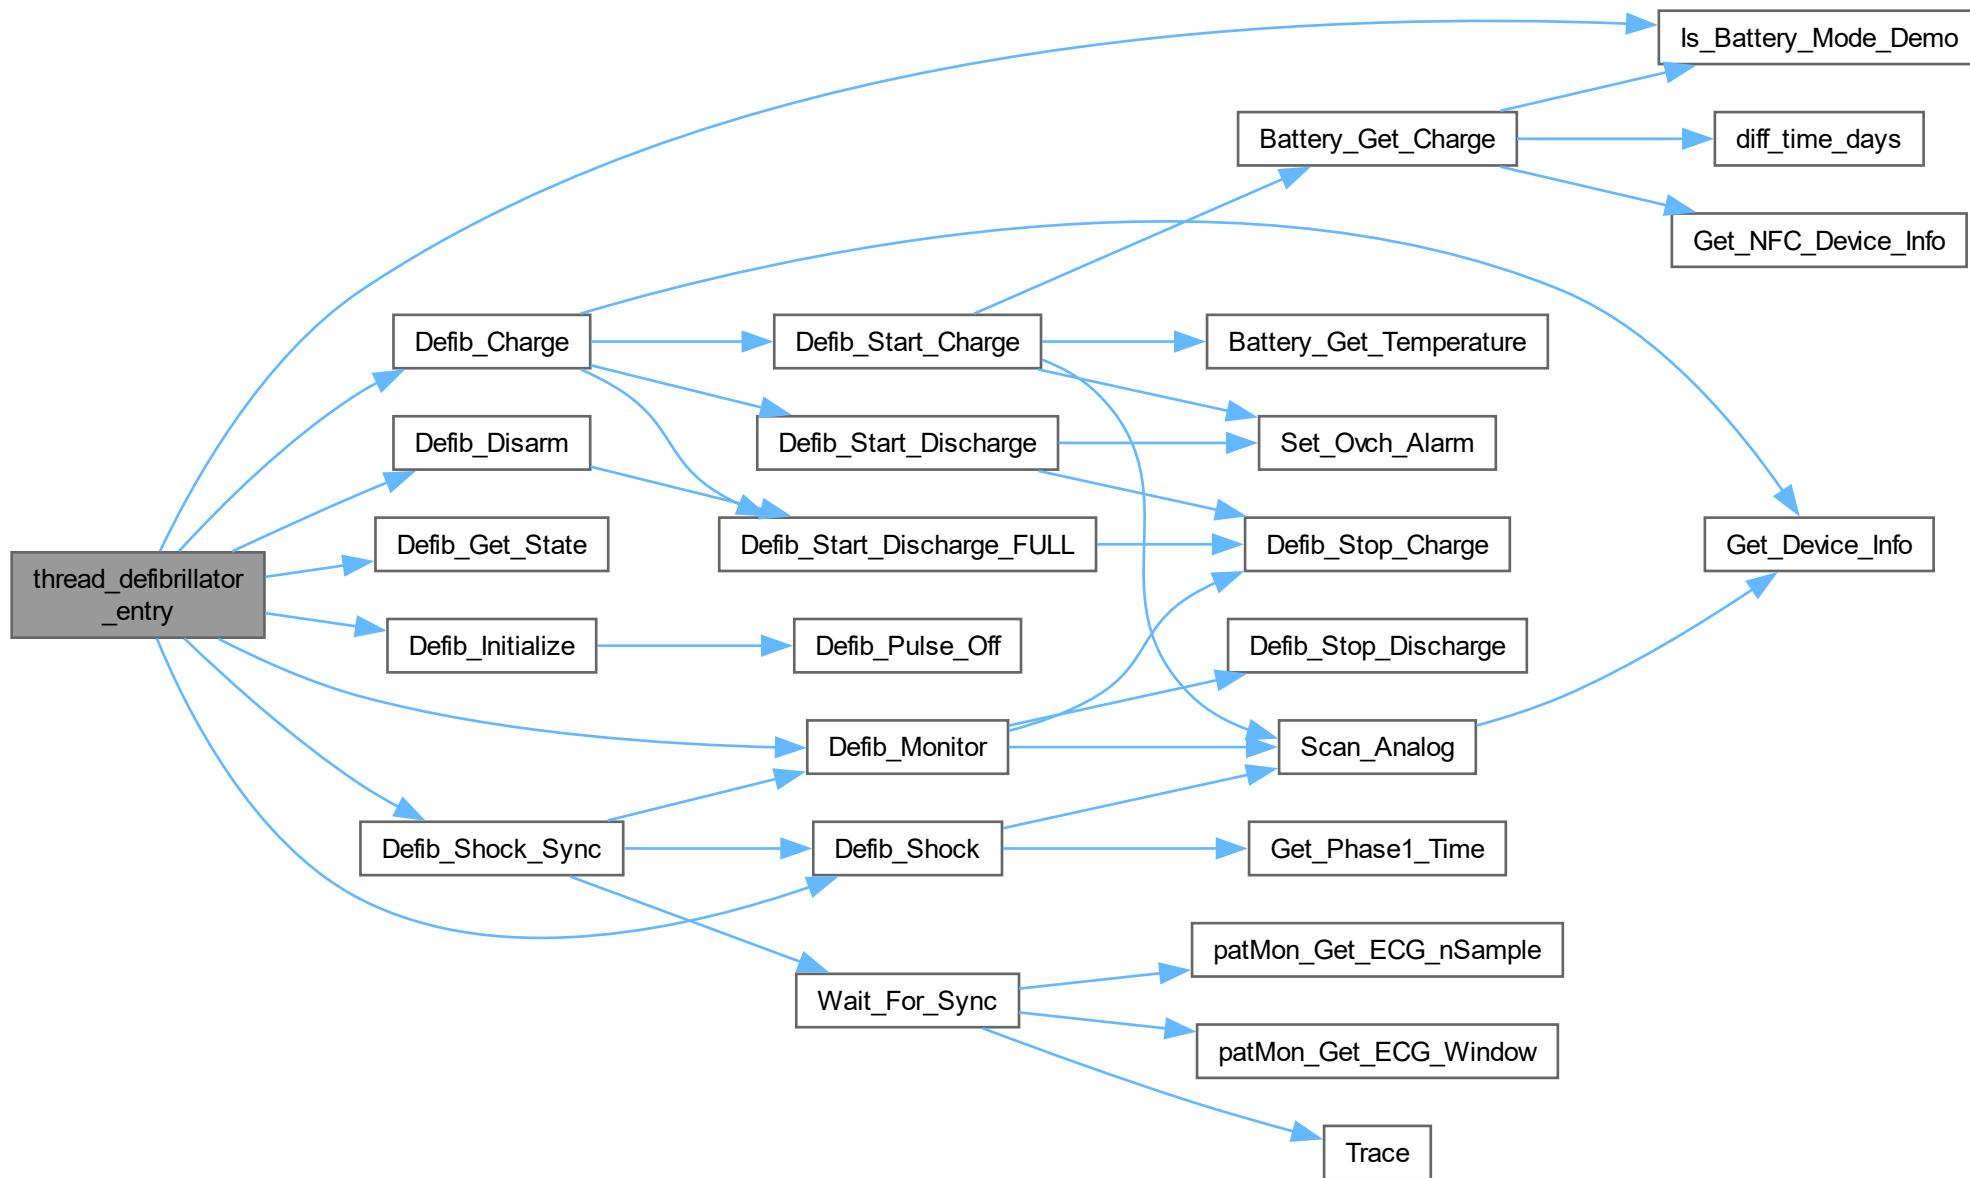 Is_Battery_Mode_Demo
Battery_Get_Charge
diff_time_days
Get_NFC_Device_Info
Defib_Charge
Defib_Start_Charge
Battery_Get_Temperature
Defib_Disarm
Defib_Start_Discharge
Set_Ovch_Alarm
Defib_Get_State
Defib_Start_Discharge_FULL
Defib_Stop_Charge
Get_Device_Info
thread_defibrillator
_entry
Defib_Initialize
Defib_Pulse_Off
Defib_Stop_Discharge
Defib_Monitor
Scan_Analog
Defib_Shock_Sync
Defib_Shock
Get_Phase1_Time
patMon_Get_ECG_nSample
Wait_For_Sync
patMon_Get_ECG_Window
Trace